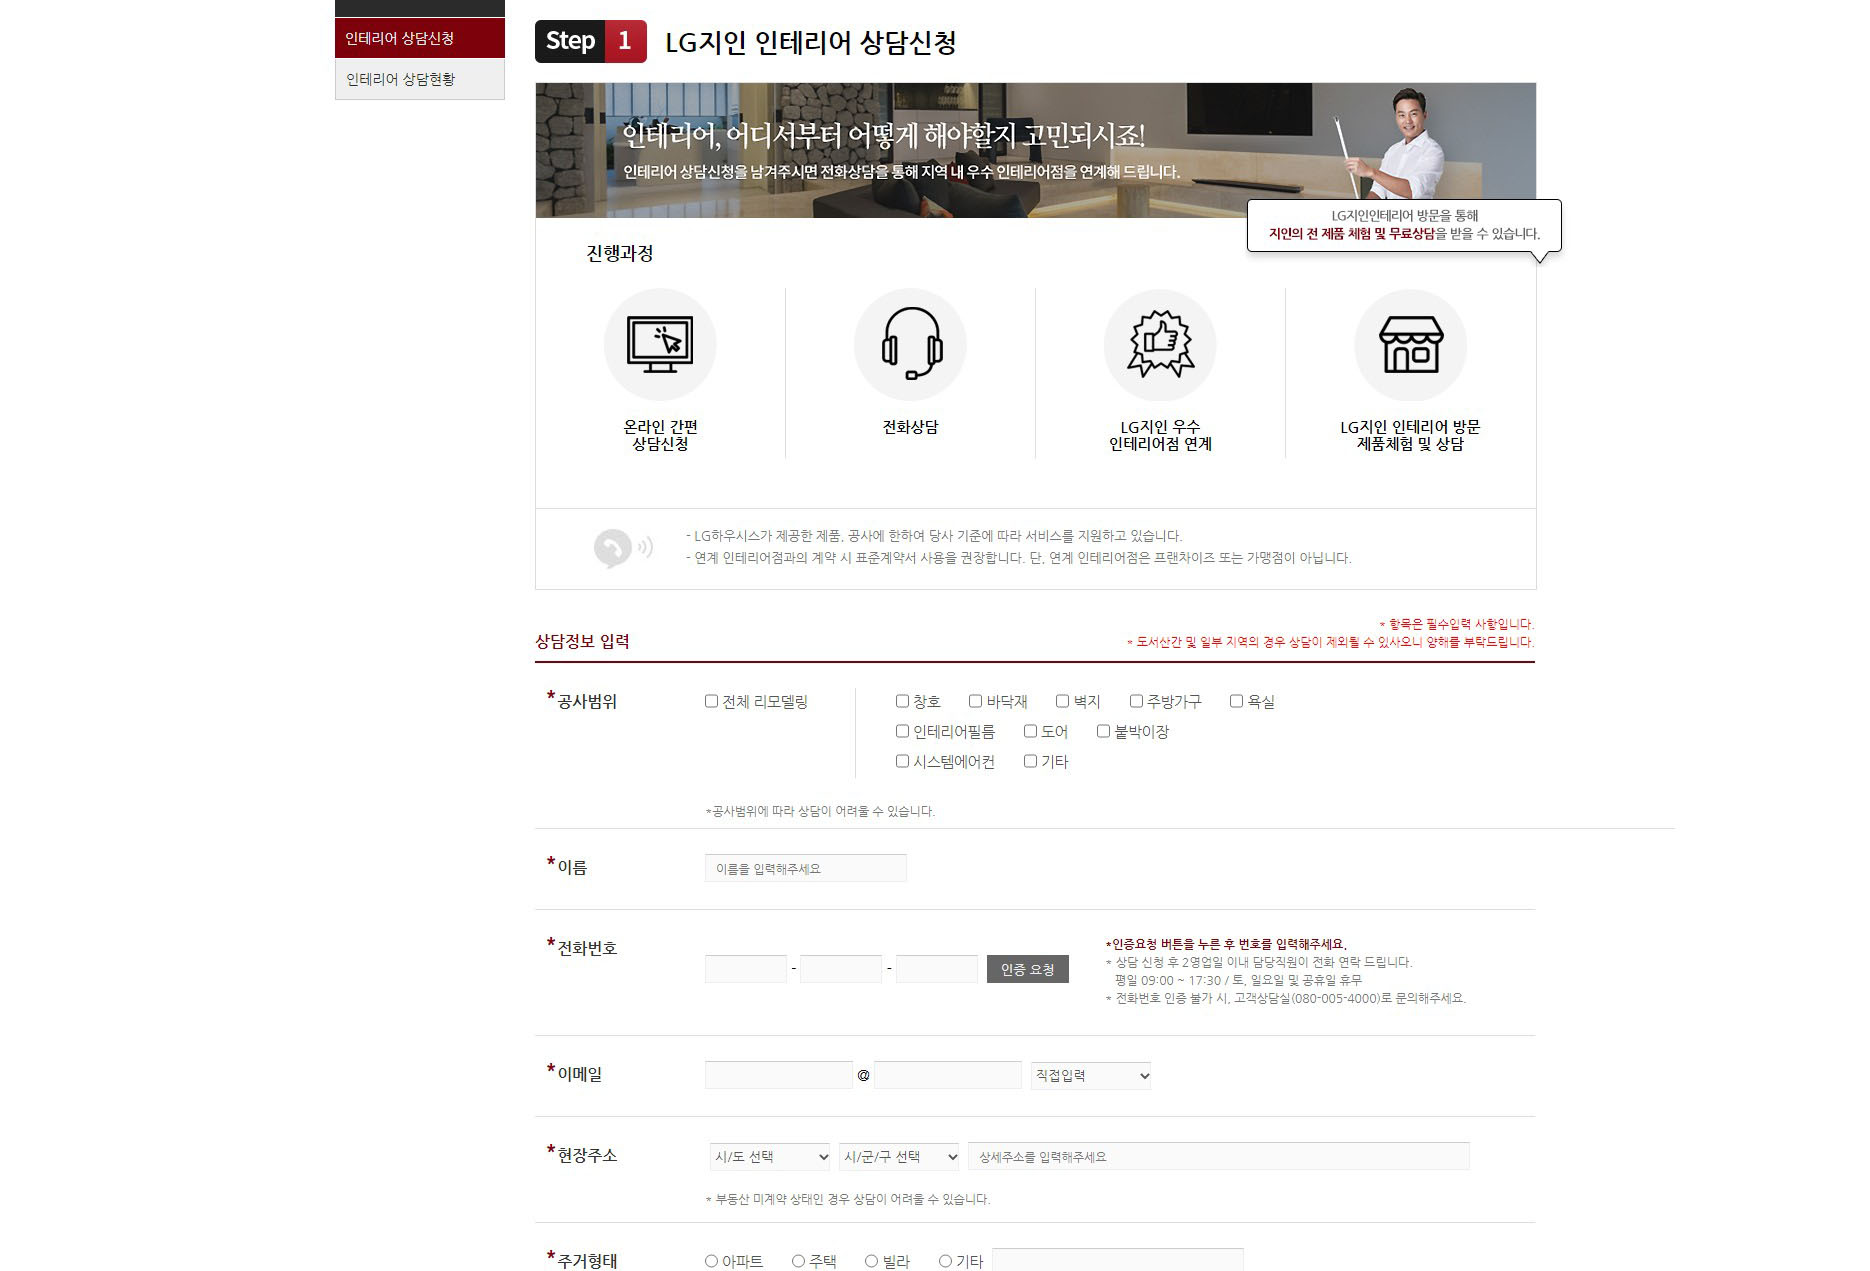 인테리어 상담신청
인테리어 상담현황
Step 1 LG지인 인테리어 상담신청
인테리어, 어디서부터 어떻게 해야할지 고민되시죠!
인테리어 상담신청을 남겨주시면 전화상담을 통해 지역 내 우수 인테리어점을 연계해 드립니다.
LG지인인테리어 방문을 통해
지인의 전 제품 체험 및 무료상담을 받을 수 있습니다.
진행과정
온라인 간편
상담신청
전화상담
LG지인 우수
인테리어점 연계
LG지인 인테리어 방문
제품체험 및 상담
- LG하우시스가 제공한 제품, 공사에 한하여 당사 기준에 따라 서비스를 지원하고 있습니다.
- 연계 인테리어점과의 계약 시 표준계약서 사용을 권장합니다. 단, 연계 인테리어점은 프랜차이즈 또는 가맹점이 아닙니다.
* 항목은 필수입력 사항입니다.
상담정보 입력
* 도서산간 및 일부 지역의 경우 상담이 제외될 수 있사오니 양해를 부탁드립니다.
*공사범위 전체 리모델링 창호 바닥재 벽지 주방가구 욕실
인테리어필름 도어 붙박이장
시스템에어컨 기타
*공사범위에 따라 상담이 어려울 수 있습니다.
*이름 이름을 입력해주세요
*전화번호
- - 인증 요청
*인증요청 버튼을 누른 후 번호를 입력해주세요.
* 상담 신청 후 2영업일 이내 담당직원이 전화 연락 드립니다.
평일 09:00 ~ 17:30 / 토, 일요일 및 공휴일 휴무
* 전화번호 인증 불가 시, 고객상담실(080-005-4000)로 문의해주세요.
*이메일 @ 직접입력
*현장주소 시/도 선택 시/군/구 선택 상세주소를 입력해주세요
* 부동산 미계약 상태인 경우 상담이 어려울 수 있습니다.
*주거형태 아파트 주택 빌라 기타